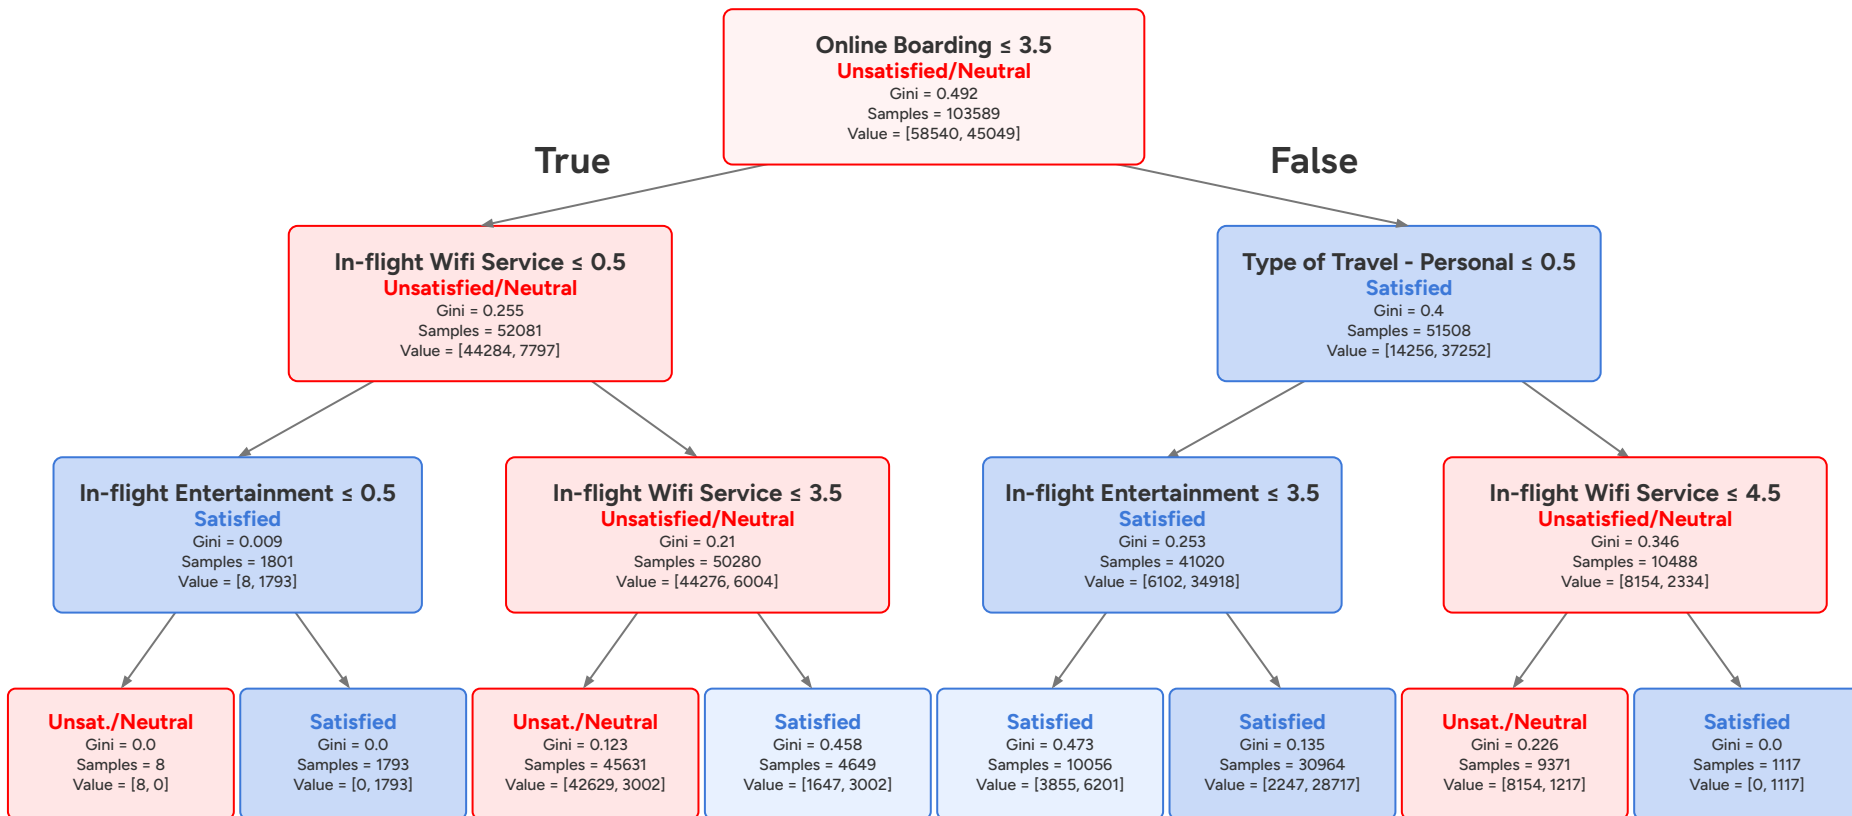 Online Boarding ≤ 3.5
Unsatisfied/Neutral
Gini = 0.492
Samples = 103589
Value = [58540, 45049]
True
False
In-flight Wifi Service ≤ 0.5
Unsatisfied/Neutral
Gini = 0.255
Samples = 52081
Value = [44284, 7797]
Type of Travel - Personal ≤ 0.5
Satisfied
Gini = 0.4
Samples = 51508
Value = [14256, 37252]
In-flight Entertainment ≤ 0.5
Satisfied
Gini = 0.009
Samples = 1801
Value = [8, 1793]
In-flight Wifi Service ≤ 3.5
Unsatisfied/Neutral
Gini = 0.21
Samples = 50280
Value = [44276, 6004]
In-flight Entertainment ≤ 3.5
Satisfied
Gini = 0.253
Samples = 41020
Value = [6102, 34918]
In-flight Wifi Service ≤ 4.5
Unsatisfied/Neutral
Gini = 0.346
Samples = 10488
Value = [8154, 2334]
Unsat./Neutral
Gini = 0.0
Samples = 8
Value = [8, 0]
Satisfied
Gini = 0.0
Samples = 1793
Value = [0, 1793]
Unsat./Neutral
Gini = 0.123
Samples = 45631
Value = [42629, 3002]
Satisfied
Gini = 0.458
Samples = 4649
Value = [1647, 3002]
Satisfied
Gini = 0.473
Samples = 10056
Value = [3855, 6201]
Satisfied
Gini = 0.135
Samples = 30964
Value = [2247, 28717]
Unsat./Neutral
Gini = 0.226
Samples = 9371
Value = [8154, 1217]
Satisfied
Gini = 0.0
Samples = 1117
Value = [0, 1117]